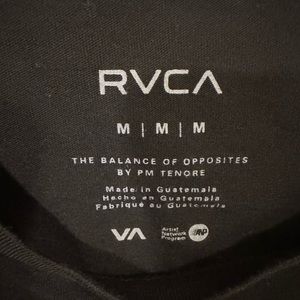 RVCA
M | M | M
THE BALANCE OF OPPOSITES
BY PM TENORE
Made in Guatemala
Hecho en Guatemala
Fabriqué au Guatemala
VA
Artist
Network
Program
ANP